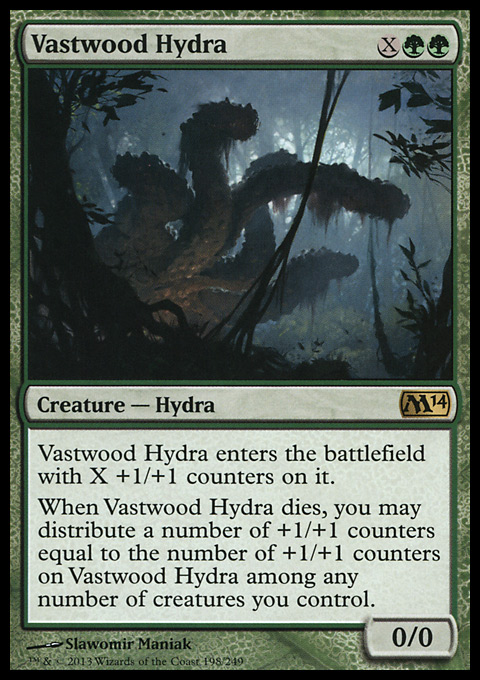 Vastwood Hydra X
Creature — Hydra M14
Vastwood Hydra enters the battlefield
with X +1/+1 counters on it.
When Vastwood Hydra dies, you may
distribute a number of +1/+1 counters
equal to the number of +1/+1 counters
on Vastwood Hydra among any
number of creatures you control.
Slawomir Maniak
0/0
™ & © 2013 Wizards of the Coast 198/249